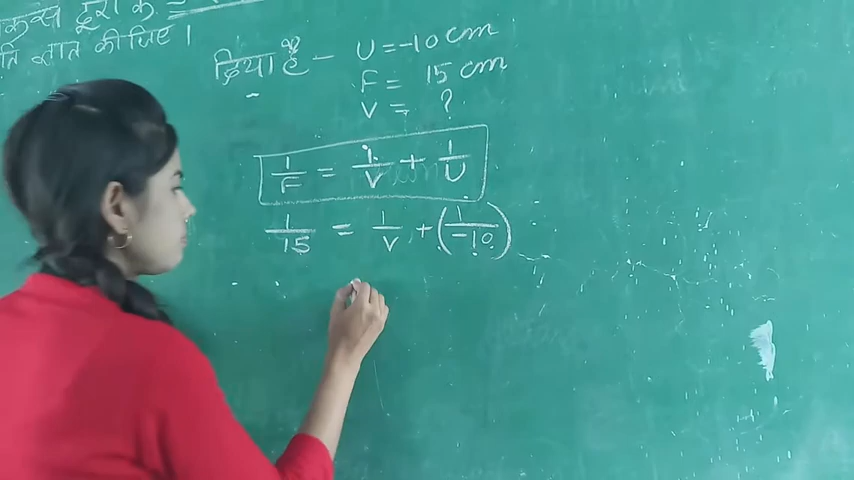 दूरी क =
ज्ञात कीजिए ।
दिया है - U = -10 cm
F = 15 cm
V = ?
1/F = 1/V + 1/U
1/15 = 1/V + (1/-10)